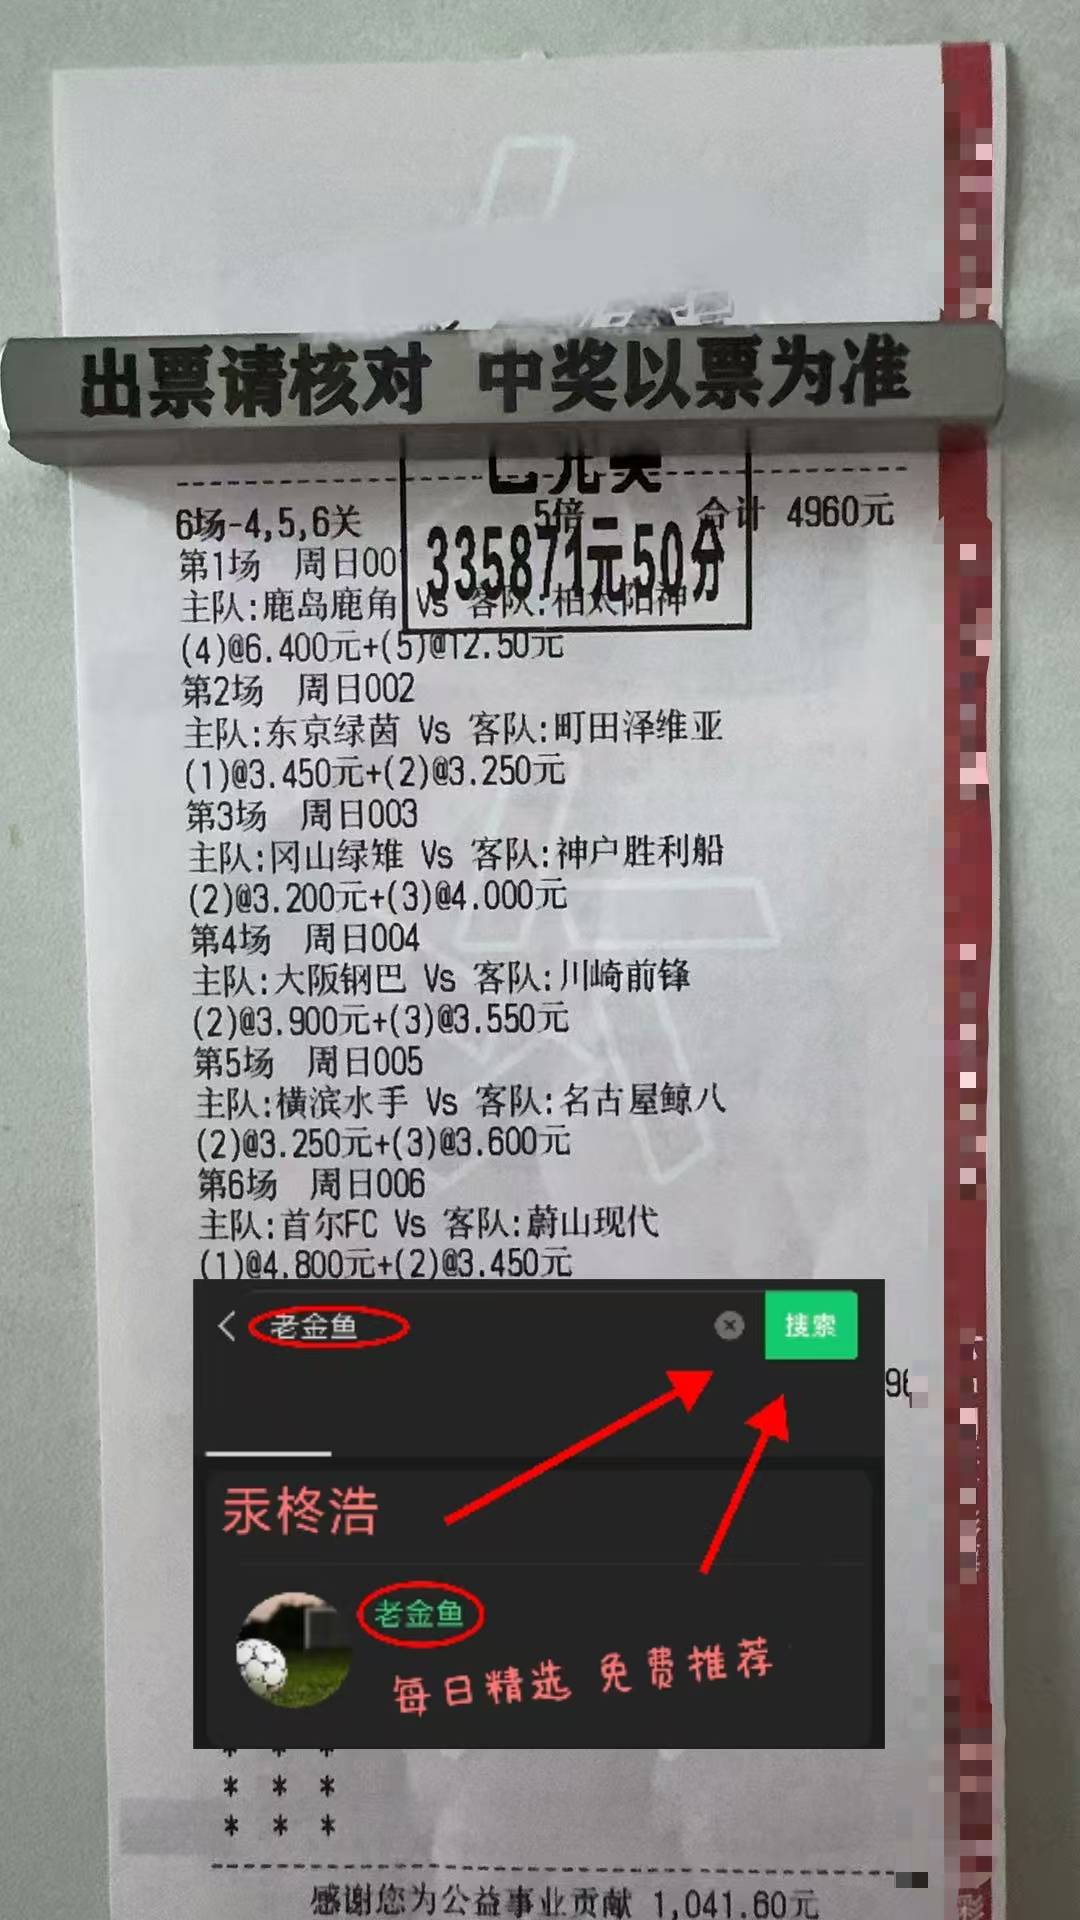 出票请核对 中奖以票为准
已兑奖
335871元50分
6场-4,5,6关 5倍 合计 4960元
第1场 周日00
主队:鹿岛鹿角 Vs 客队:柏太阳神
(4)@6.400元+(5)@12.50元
第2场 周日002
主队:东京绿茵 Vs 客队:町田泽维亚
(1)@3.450元+(2)@3.250元
第3场 周日003
主队:冈山绿雉 Vs 客队:神户胜利船
(2)@3.200元+(3)@4.000元
第4场 周日004
主队:大阪钢巴 Vs 客队:川崎前锋
(2)@3.900元+(3)@3.550元
第5场 周日005
主队:横滨水手 Vs 客队:名古屋鲸八
(2)@3.250元+(3)@3.600元
第6场 周日006
主队:首尔FC Vs 客队:蔚山现代
(1)@4.800元+(2)@3.450元
老金鱼 搜索
96
汞柊浩
老金鱼
每日精选 免费推荐
* * *
* * *
* * *
感谢您为公益事业贡献 1,041.60元
彩